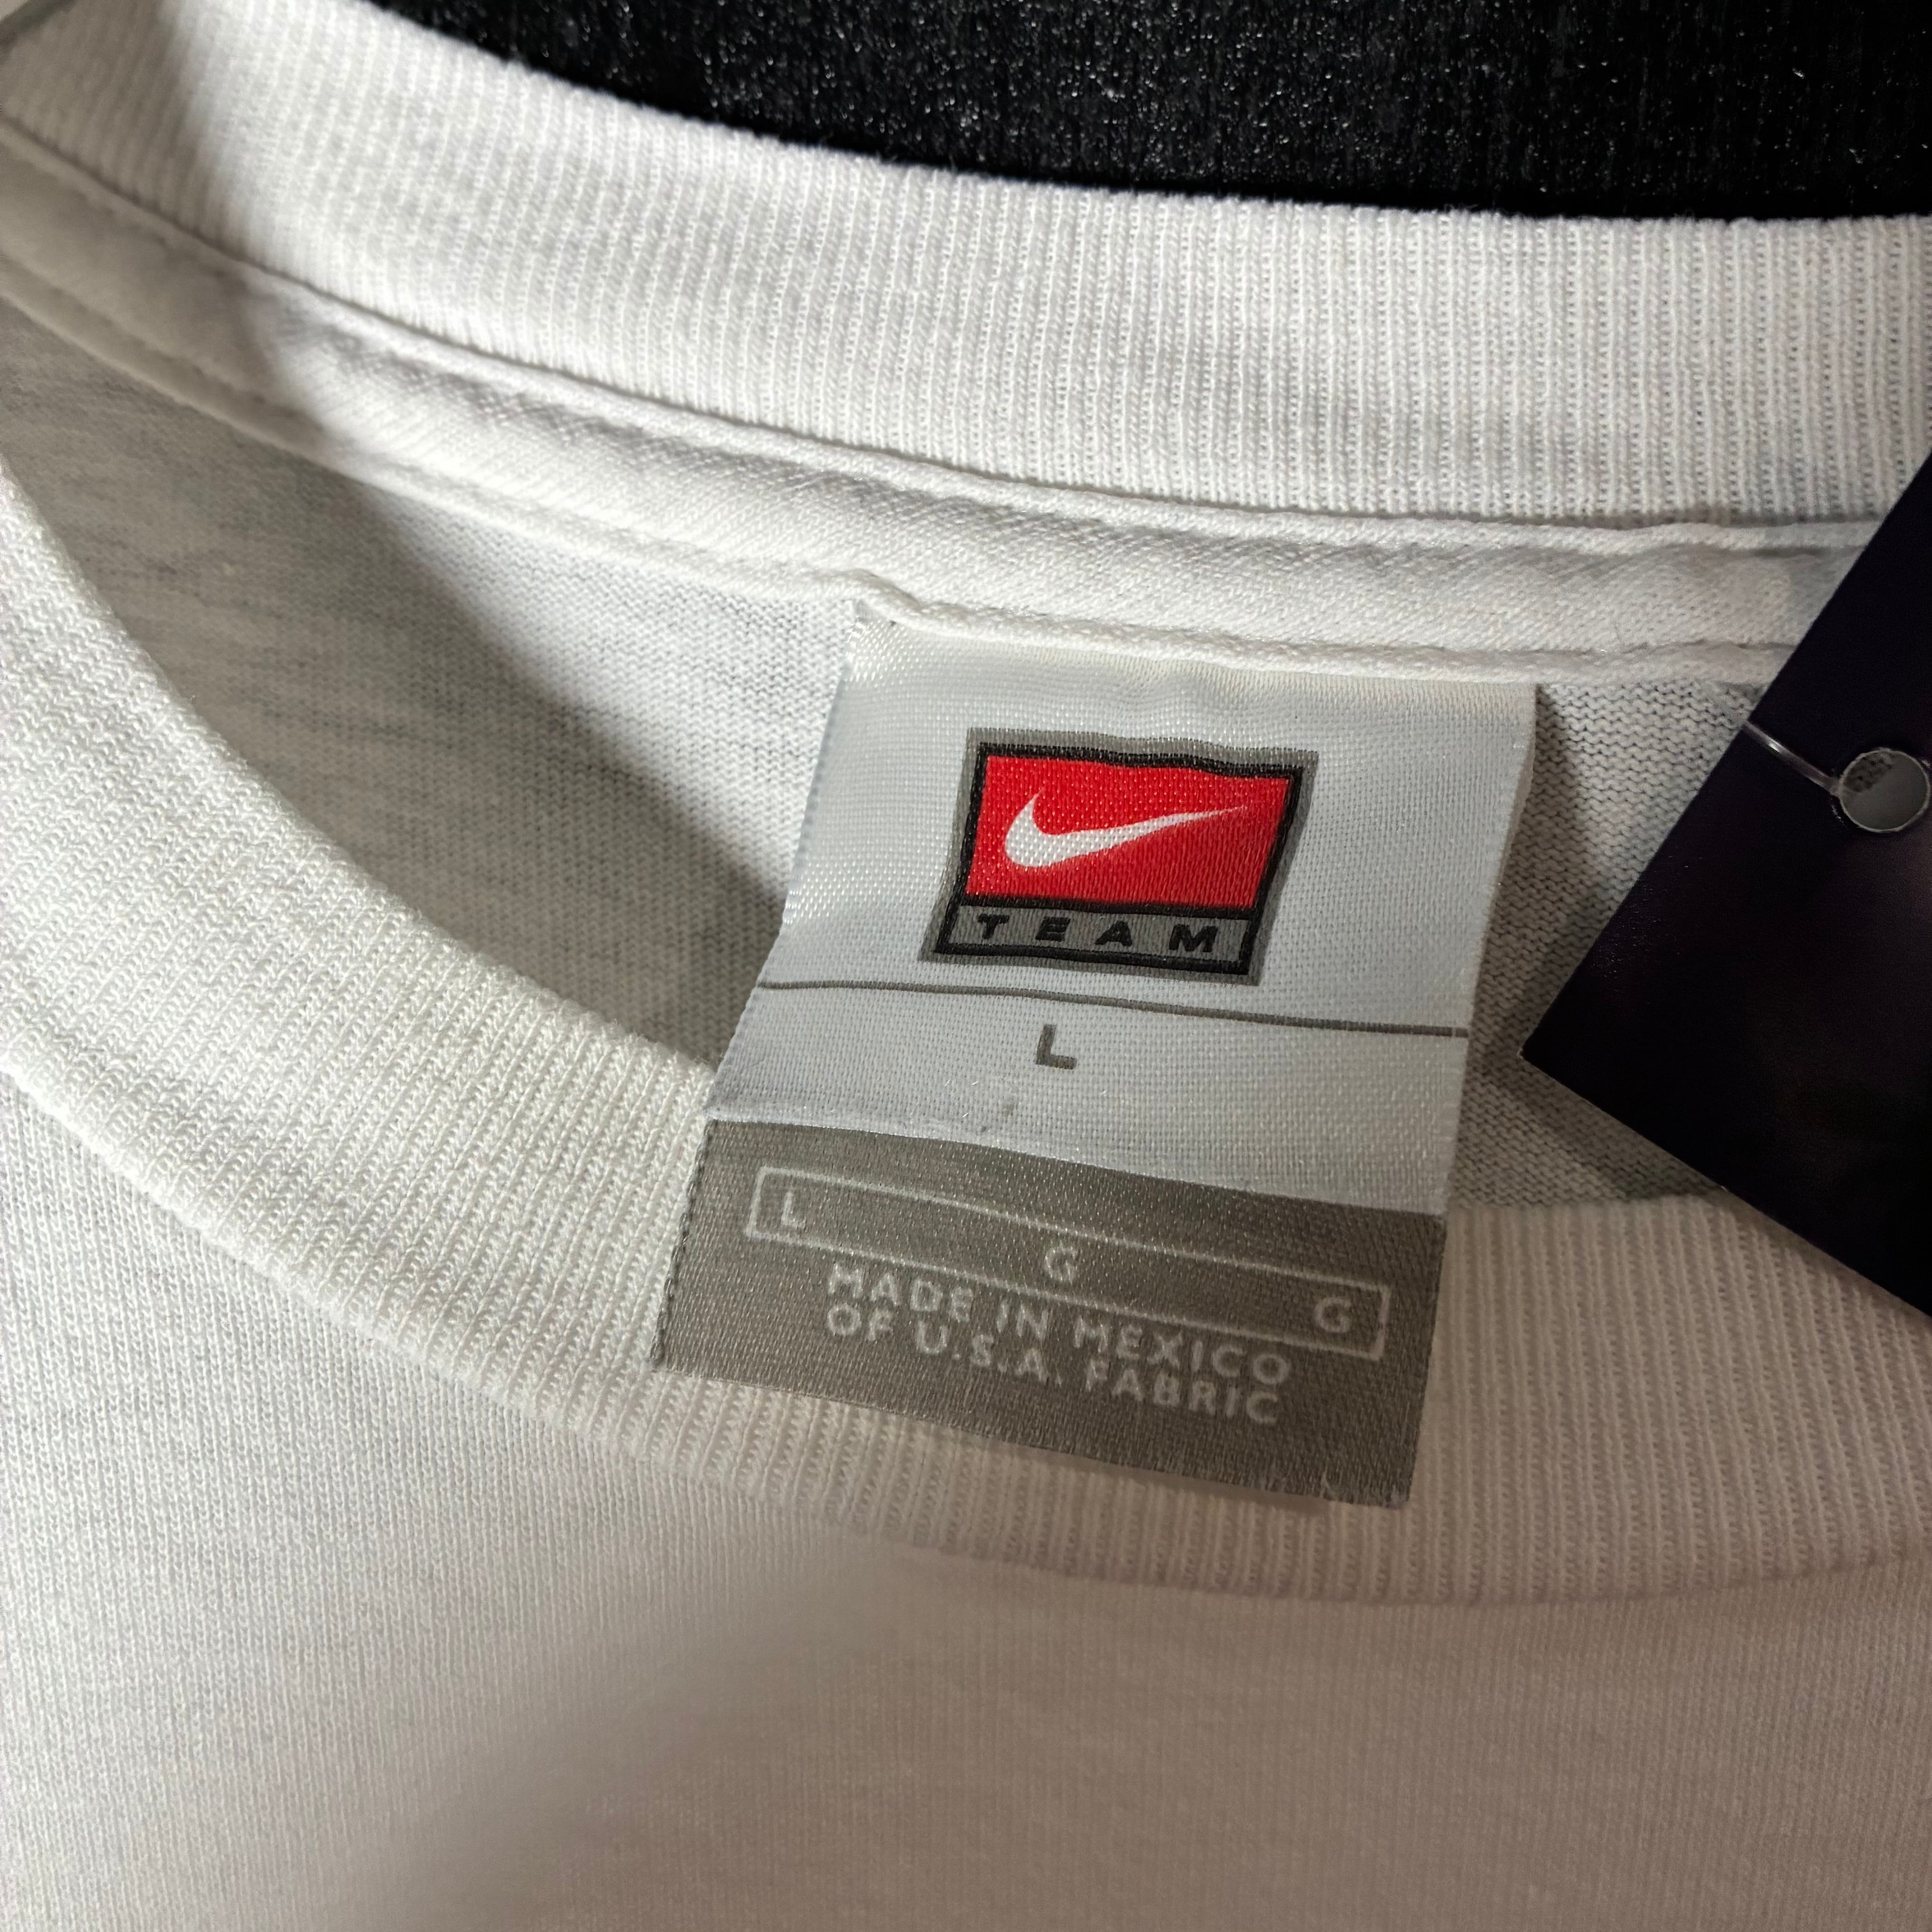 TEAM
L
L G G
MADE IN MEXICO
OF U.S.A. FABRIC